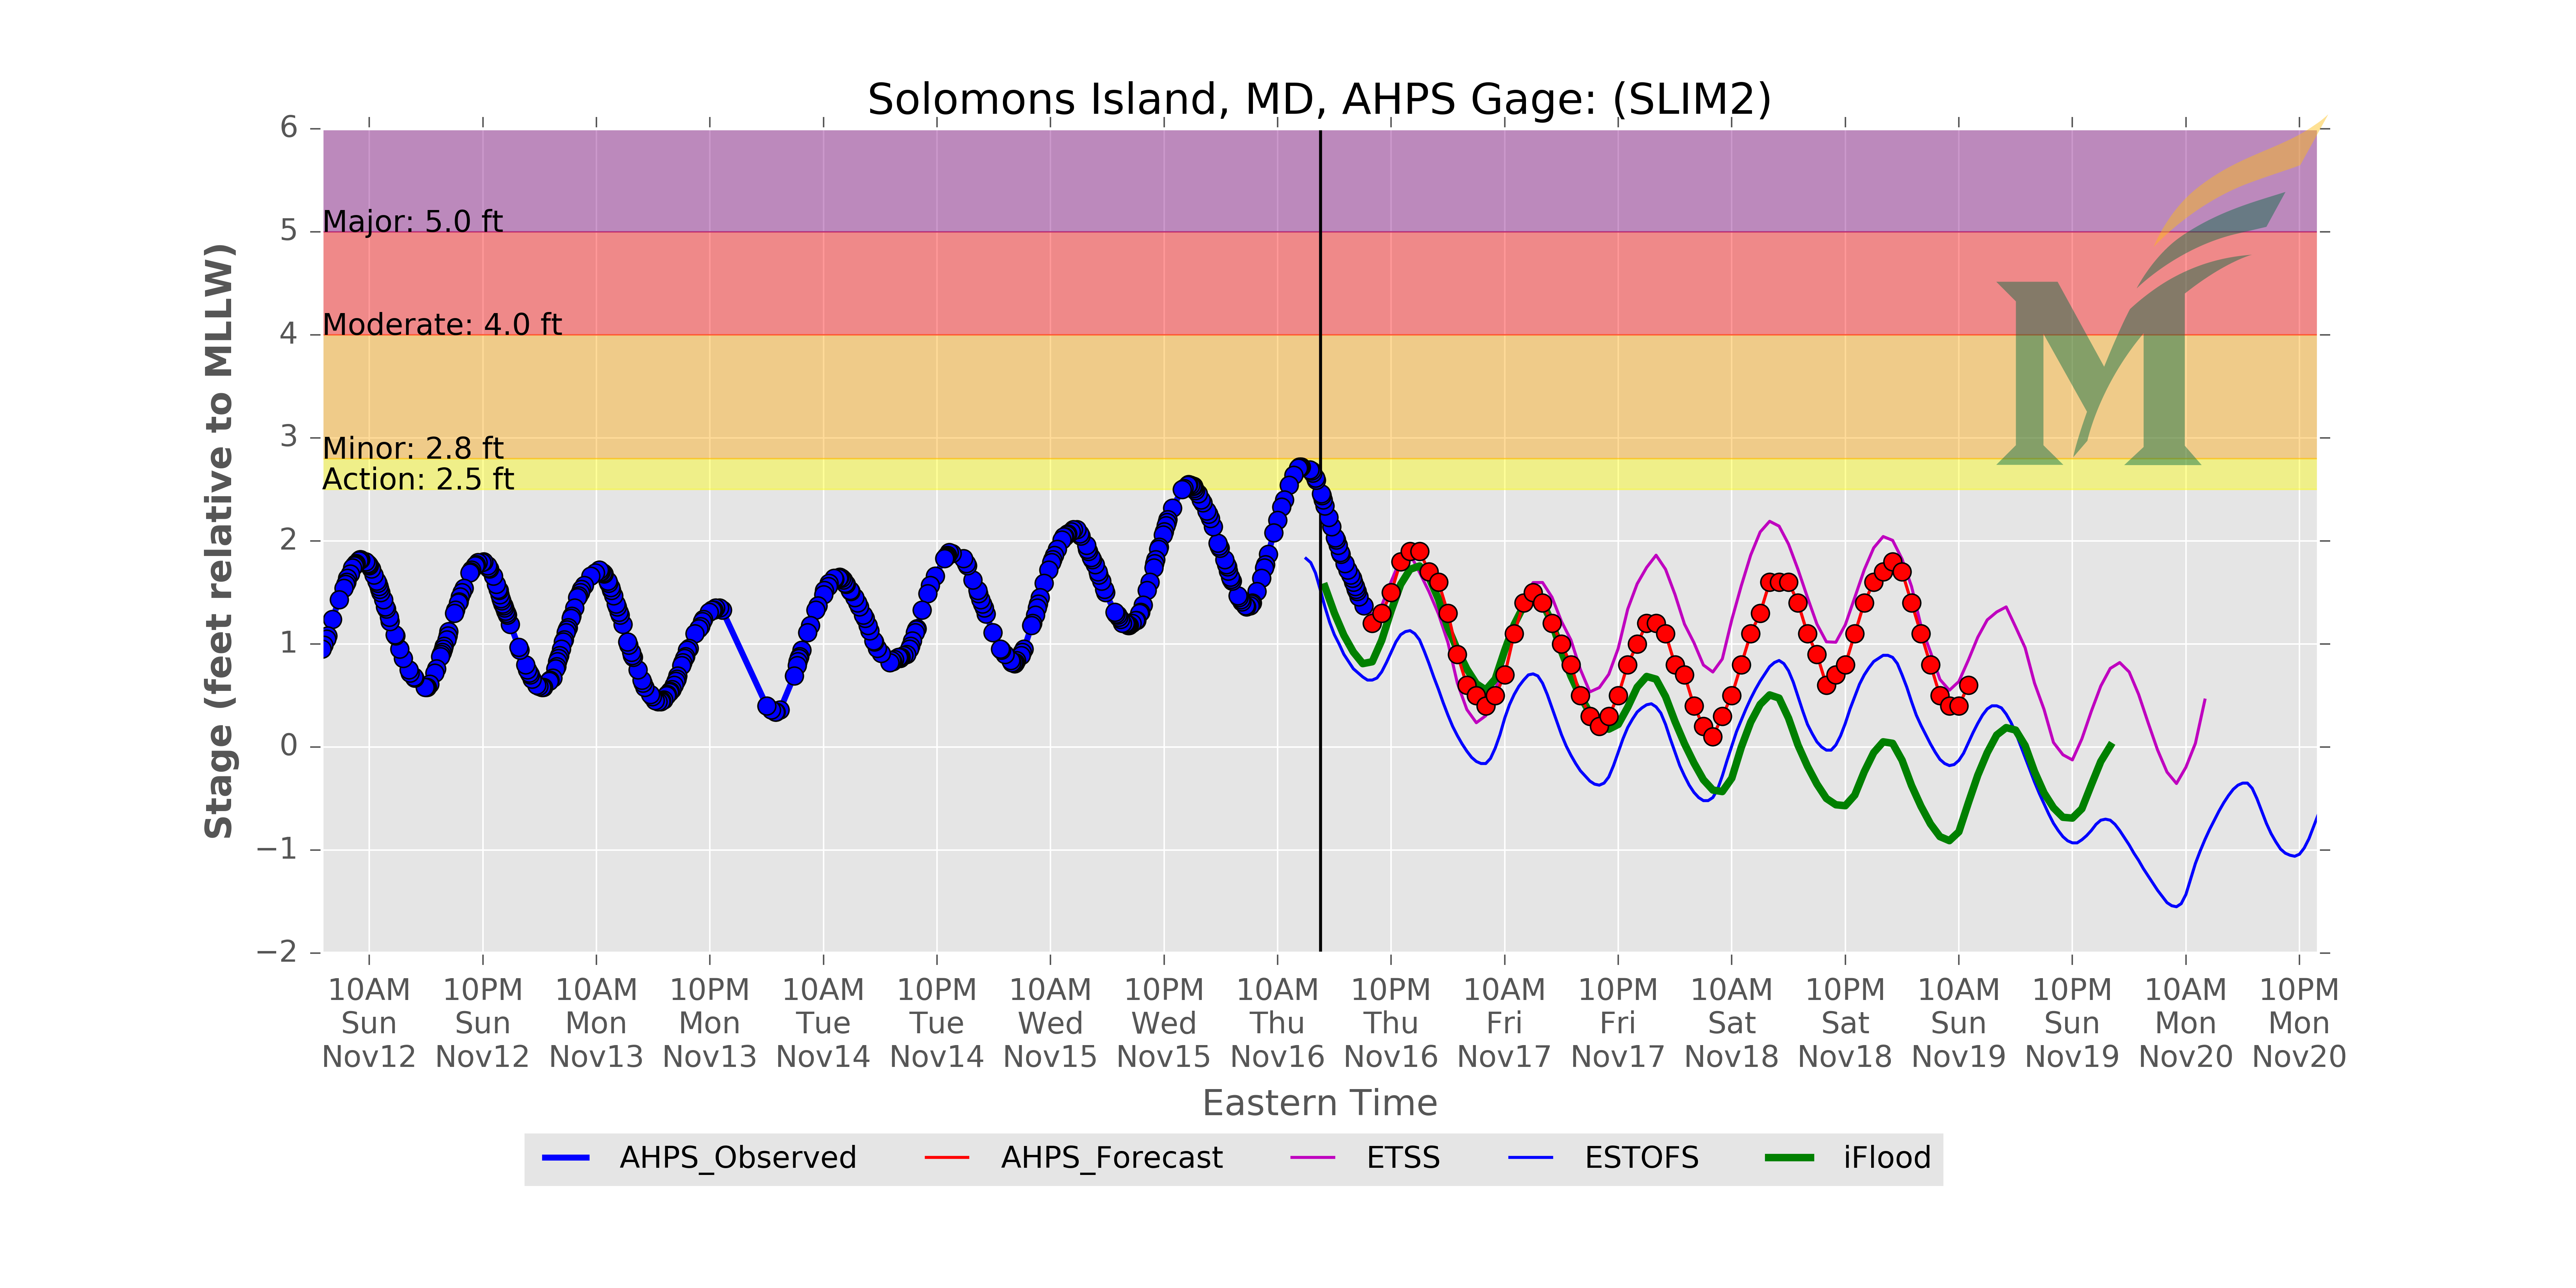 Solomons Island, MD, AHPS Gage: (SLIM2)
6
5
4
3
2
1
0
−1
−2
Stage (feet relative to MLLW)
Major: 5.0 ft
Moderate: 4.0 ft
Minor: 2.8 ft
Action: 2.5 ft
M
10AM 10PM 10AM 10PM 10AM 10PM 10AM 10PM 10AM 10PM 10AM 10PM 10AM 10PM 10AM 10PM 10AM 10PM
Sun Sun Mon Mon Tue Tue Wed Wed Thu Thu Fri Fri Sat Sat Sun Sun Mon Mon
Nov12 Nov12 Nov13 Nov13 Nov14 Nov14 Nov15 Nov15 Nov16 Nov16 Nov17 Nov17 Nov18 Nov18 Nov19 Nov19 Nov20 Nov20
Eastern Time
AHPS_Observed AHPS_Forecast ETSS ESTOFS iFlood